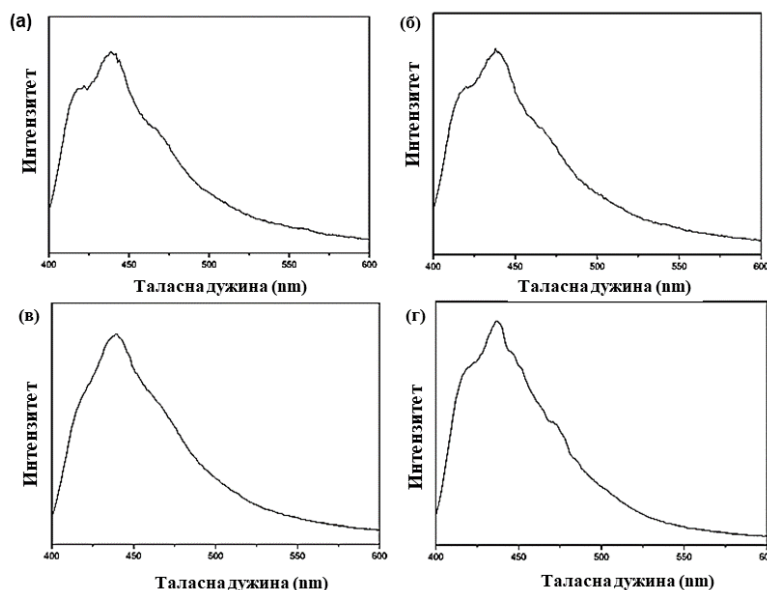 (а)
Интензитет
400 450 500 550 600
Таласна дужина (nm)
(б)
Интензитет
400 450 500 550 600
Таласна дужина (nm)
(в)
Интензитет
400 450 500 550 600
Таласна дужина (nm)
(г)
Интензитет
400 450 500 550 600
Таласна дужина (nm)